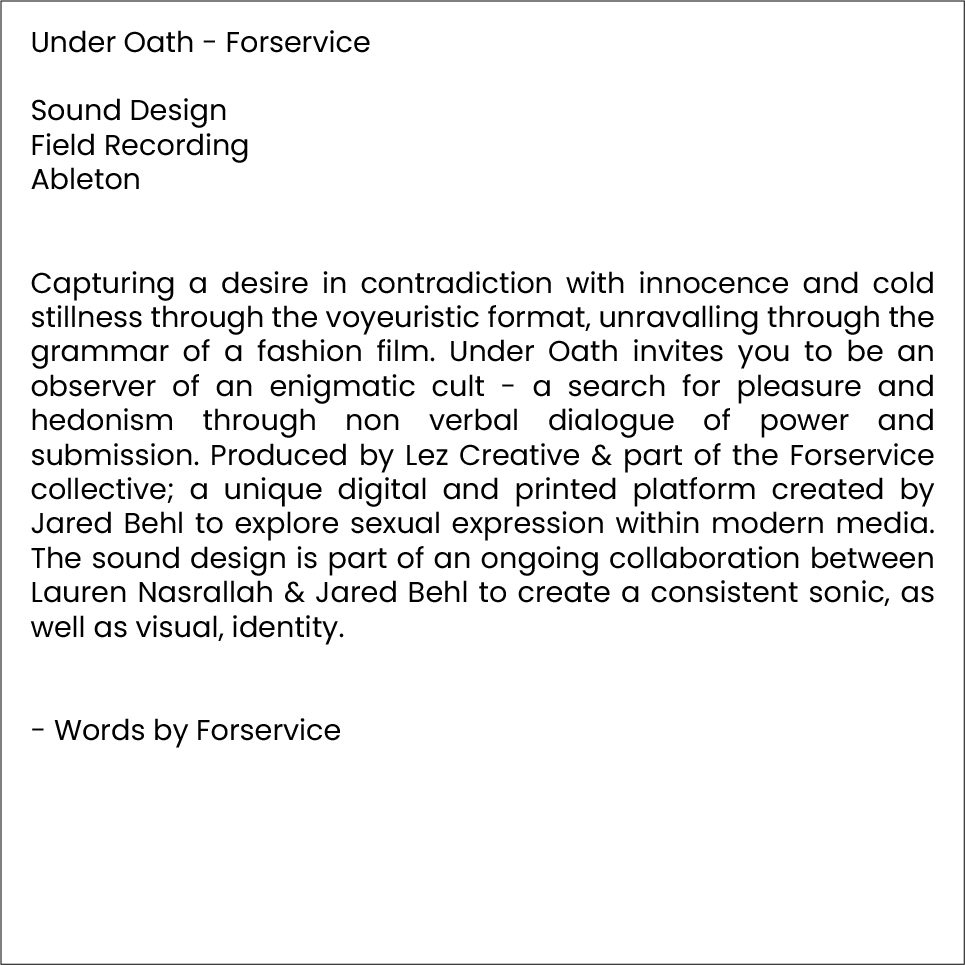 Under Oath - Forservice
Sound Design
Field Recording
Ableton
Capturing a desire in contradiction with innocence and cold
stillness through the voyeuristic format, unravalling through the
grammar of a fashion film. Under Oath invites you to be an
observer of an enigmatic cult - a search for pleasure and
hedonism through non verbal dialogue of power and
submission. Produced by Lez Creative & part of the Forservice
collective; a unique digital and printed platform created by
Jared Behl to explore sexual expression within modern media.
The sound design is part of an ongoing collaboration between
Lauren Nasrallah & Jared Behl to create a consistent sonic, as
well as visual, identity.
- Words by Forservice